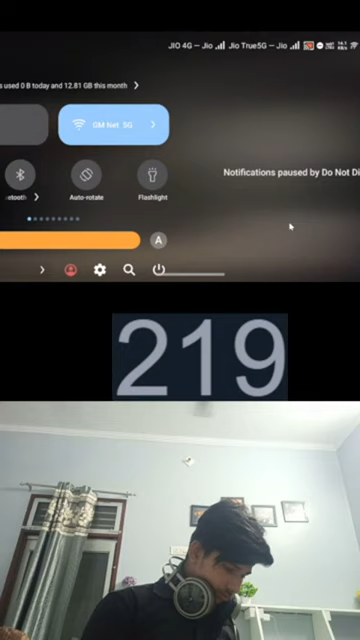 JIO 4G — Jio Jio True5G — Jio
s used 0 B today and 12.81 GB this month
GM Net 5G
Auto-rotate
Flashlight
Notifications paused by Do Not Di
A
219